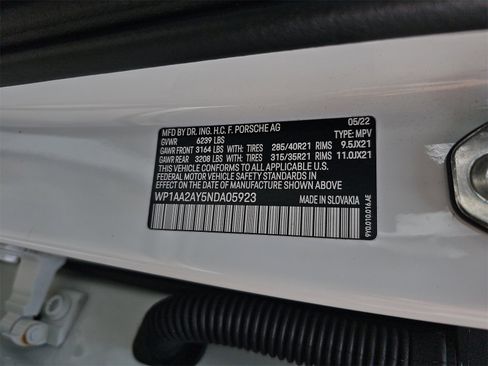 05/22
MFD BY DR. ING. H.C. F. PORSCHE AG
GVWR 6239 LBS TYPE: MPV
GAWR FRONT 3164 LBS WITH TIRES 285/40R21 RIMS 9.5JX21
GAWR REAR 3208 LBS WITH TIRES 315/35R21 RIMS 11.0JX21
THIS VEHICLE CONFORMS TO ALL APPLICABLE U.S.
FEDERAL MOTOR VEHICLE SAFETY STANDARDS IN
EFFECT ON THE DATE OF MANUFACTURE SHOWN ABOVE.
WP1AA2AY5NDA05923 MADE IN SLOVAKIA
9Y0.010.016.AE